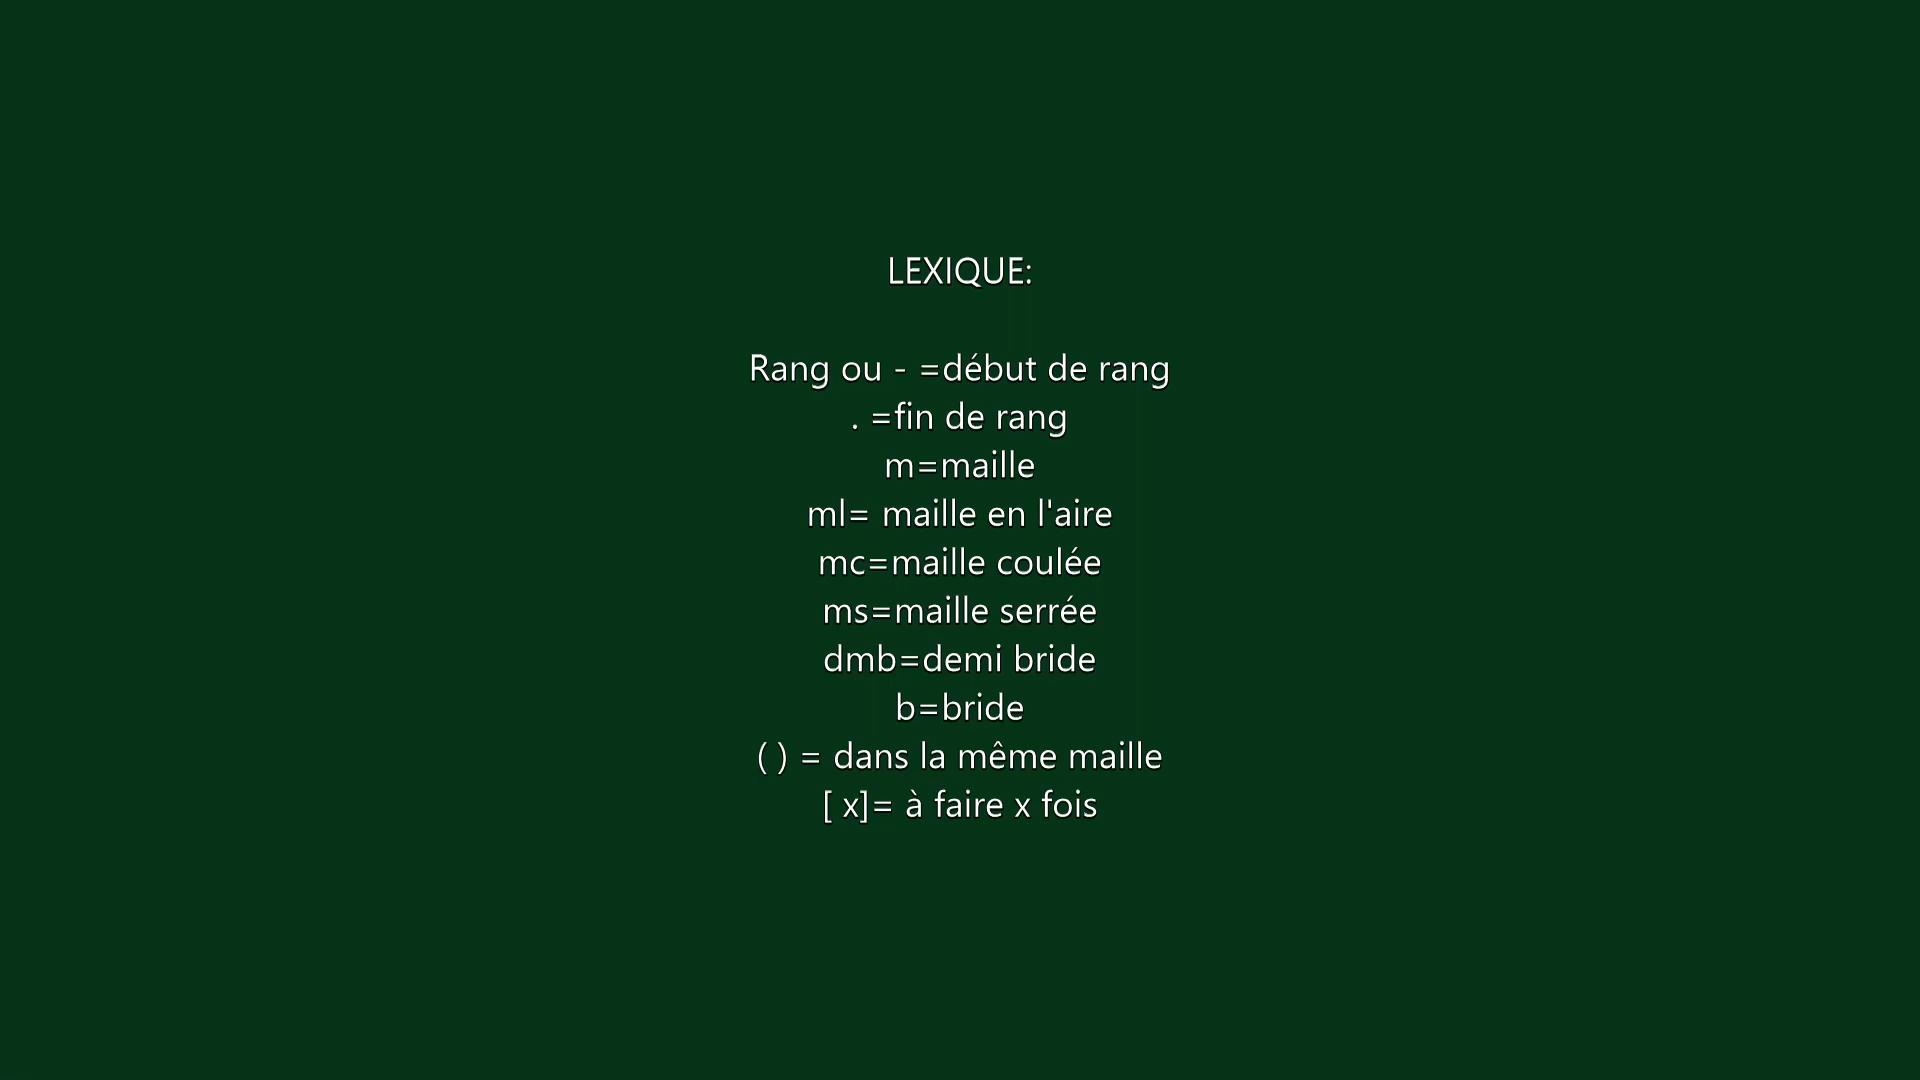 LEXIQUE:
Rang ou - =début de rang
. =fin de rang
m=maille
ml= maille en l'aire
mc=maille coulée
ms=maille serrée
dmb=demi bride
b=bride
( ) = dans la même maille
[ x]= à faire x fois